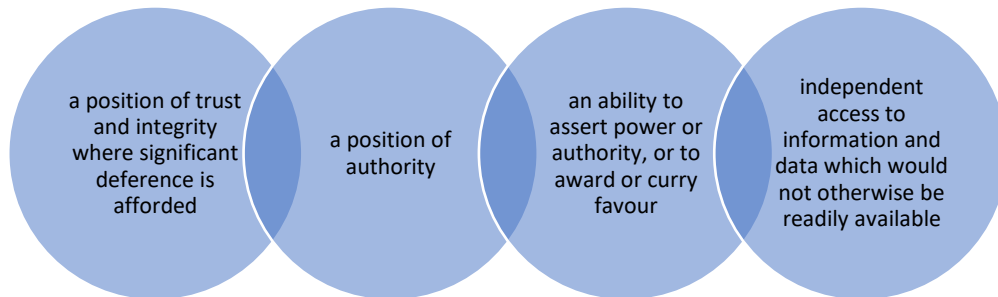 a position of trust
and integrity
where significant
deference is
afforded
a position of
authority
an ability to
assert power or
authority, or to
award or curry
favour
independent
access to
information and
data which would
not otherwise be
readily available